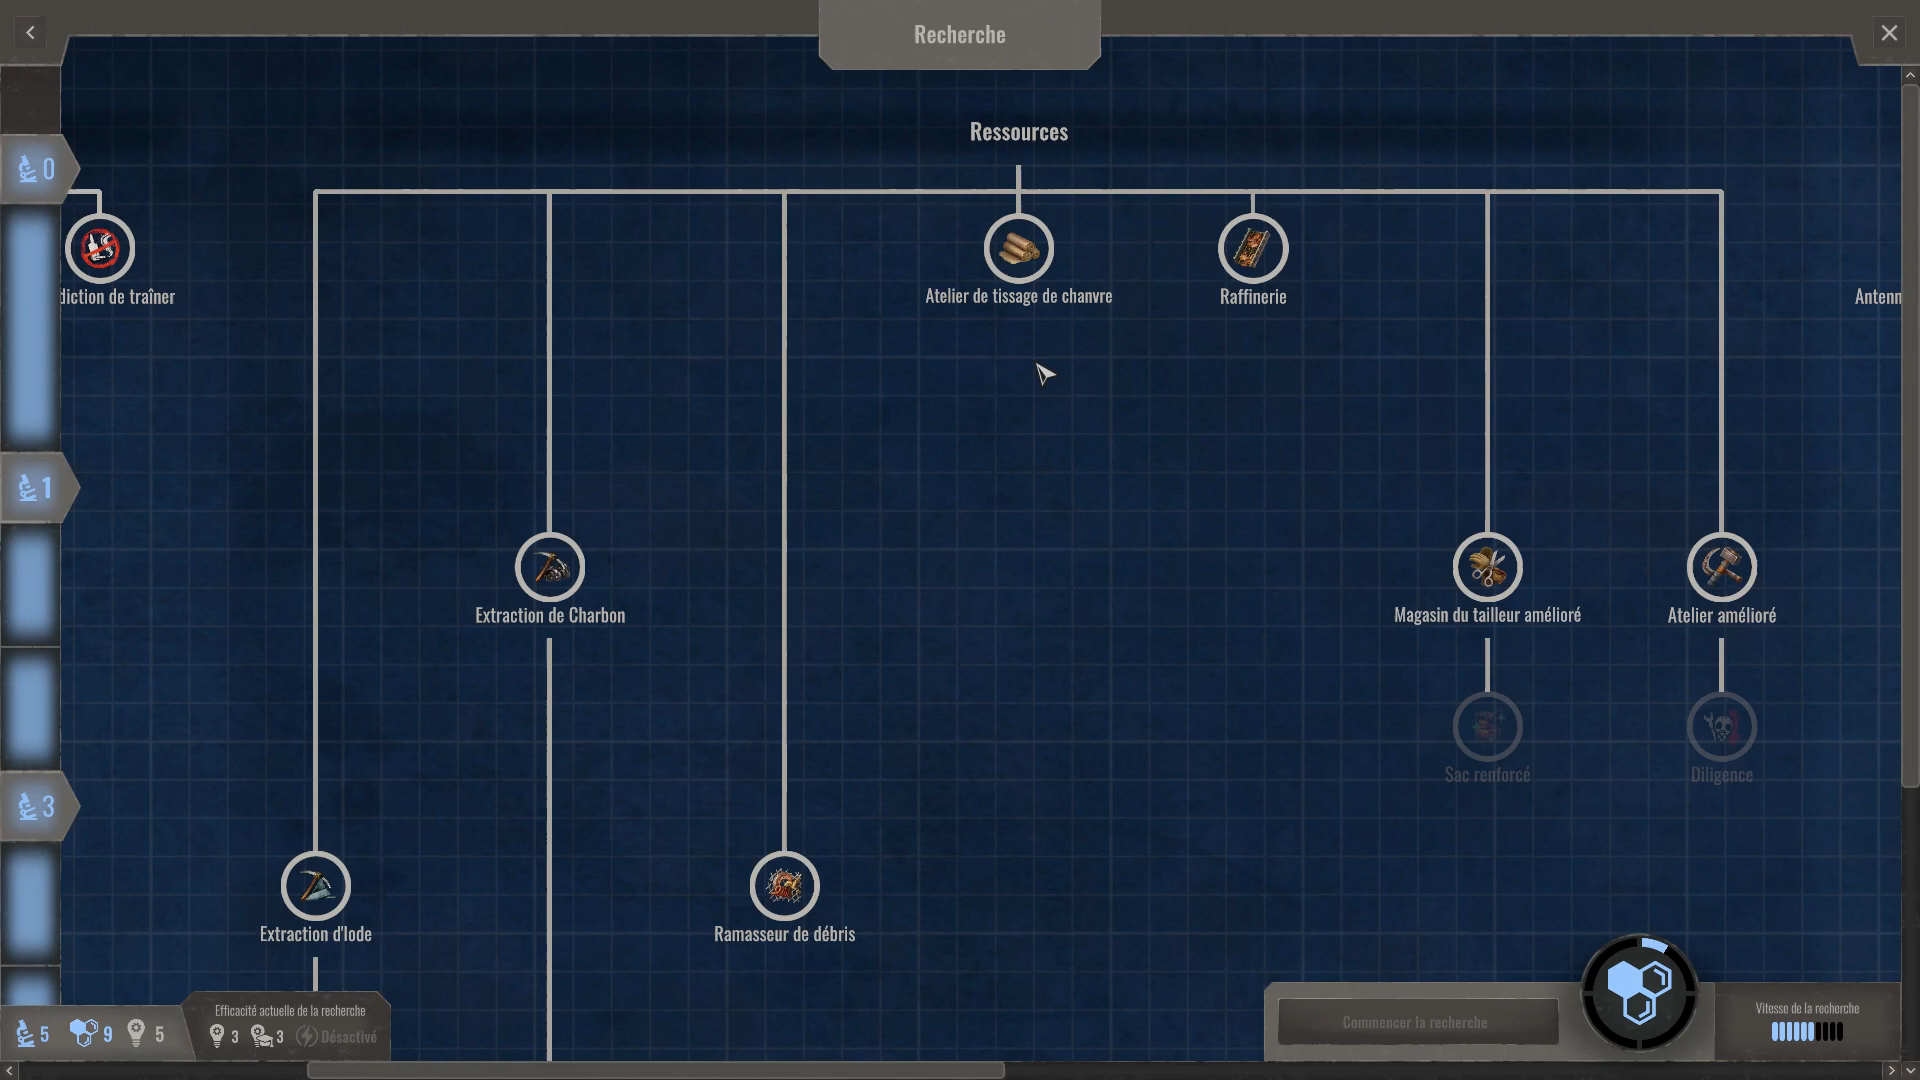 Recherche
Ressources
0
diction de traîner
Atelier de tissage de chanvre
Raffinerie
Antenn
1
Extraction de Charbon
Magasin du tailleur amélioré
Atelier amélioré
Sac renforcé
Diligence
3
Extraction d'Iode
Ramasseur de débris
Efficacité actuelle de la recherche
5 9 5
3 3 Désactivé
Commencer la recherche
Vitesse de la recherche